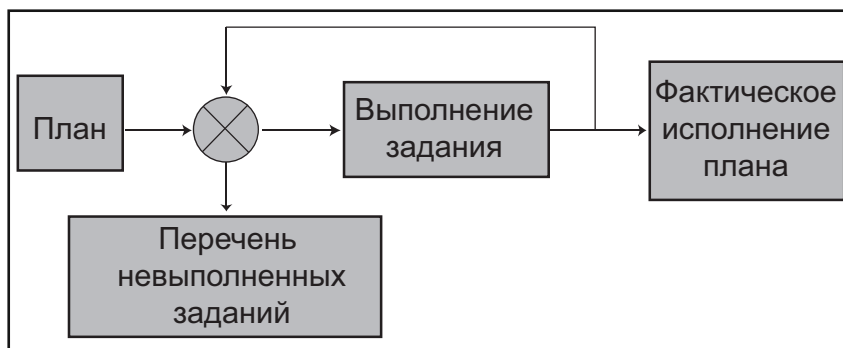 План
Выполнение
задания
Фактическое
исполнение
плана
Перечень
невыполненных
заданий